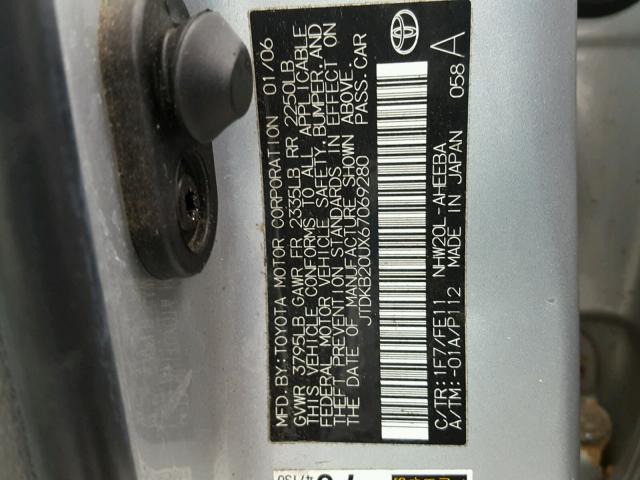 MFD. BY: TOYOTA MOTOR CORPORATION 01/06
GVWR 3795LB GAWR FR 2335LB RR 2250LB
THIS VEHICLE CONFORMS TO ALL APPLICABLE
FEDERAL MOTOR VEHICLE SAFETY, BUMPER, AND
THEFT PREVENTION STANDARDS IN EFFECT ON
THE DATE OF MANUFACTURE SHOWN ABOVE.
JTDKB20UX67069280 PASS. CAR
C/TR: 1F7/FE11 NHW20L-AHEEBA
A/TM: -01A/P112 MADE IN JAPAN 058 A